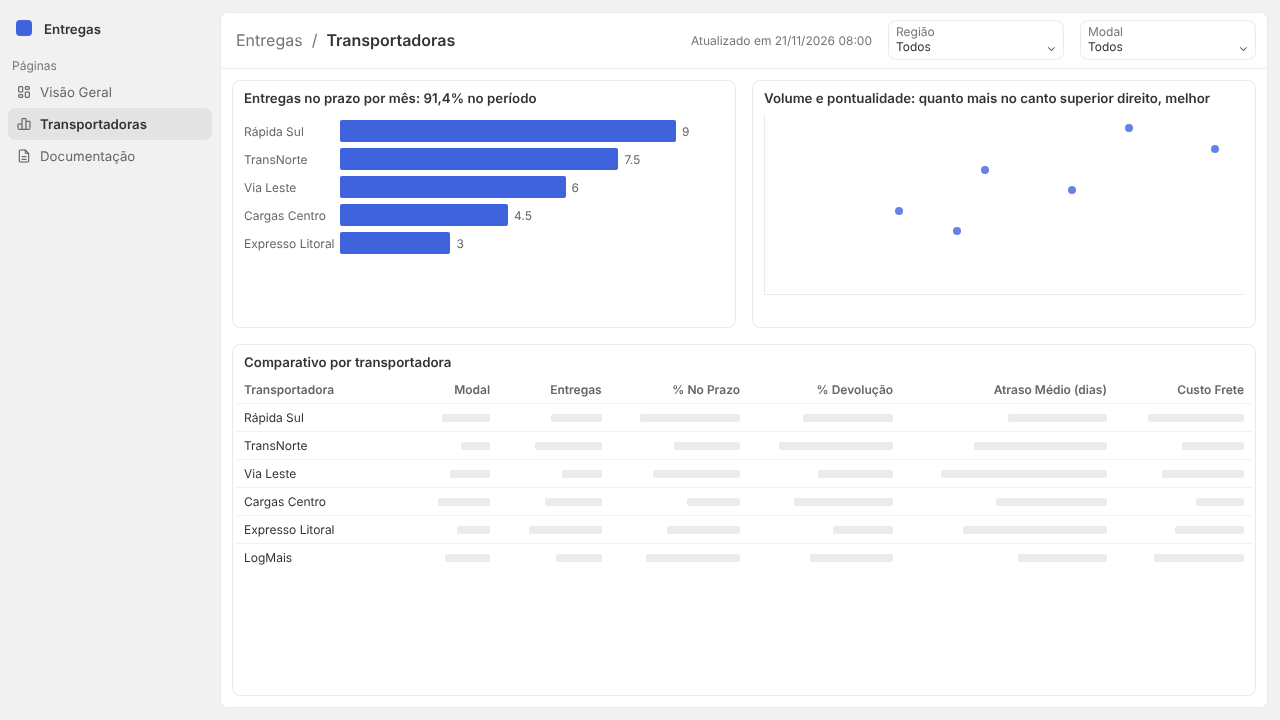 Entregas
Páginas
Visão Geral
Transportadoras
Documentação
Entregas / Transportadoras
Atualizado em 21/11/2026 08:00
Região
Todos
Modal
Todos
Entregas no prazo por mês: 91,4% no período
Rápida Sul 9
TransNorte 7.5
Via Leste 6
Cargas Centro 4.5
Expresso Litoral 3
Volume e pontualidade: quanto mais no canto superior direito, melhor
Comparativo por transportadora
Transportadora Modal Entregas % No Prazo % Devolução Atraso Médio (dias) Custo Frete
Rápida Sul
TransNorte
Via Leste
Cargas Centro
Expresso Litoral
LogMais